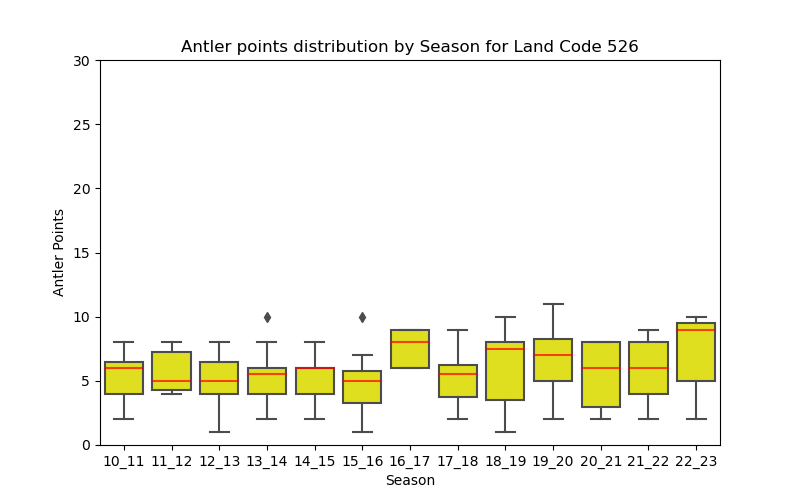 Antler points distribution by Season for Land Code 526
30
25
20
15
10
5
0
Antler Points
10_11 11_12 12_13 13_14 14_15 15_16 16_17 17_18 18_19 19_20 20_21 21_22 22_23
Season